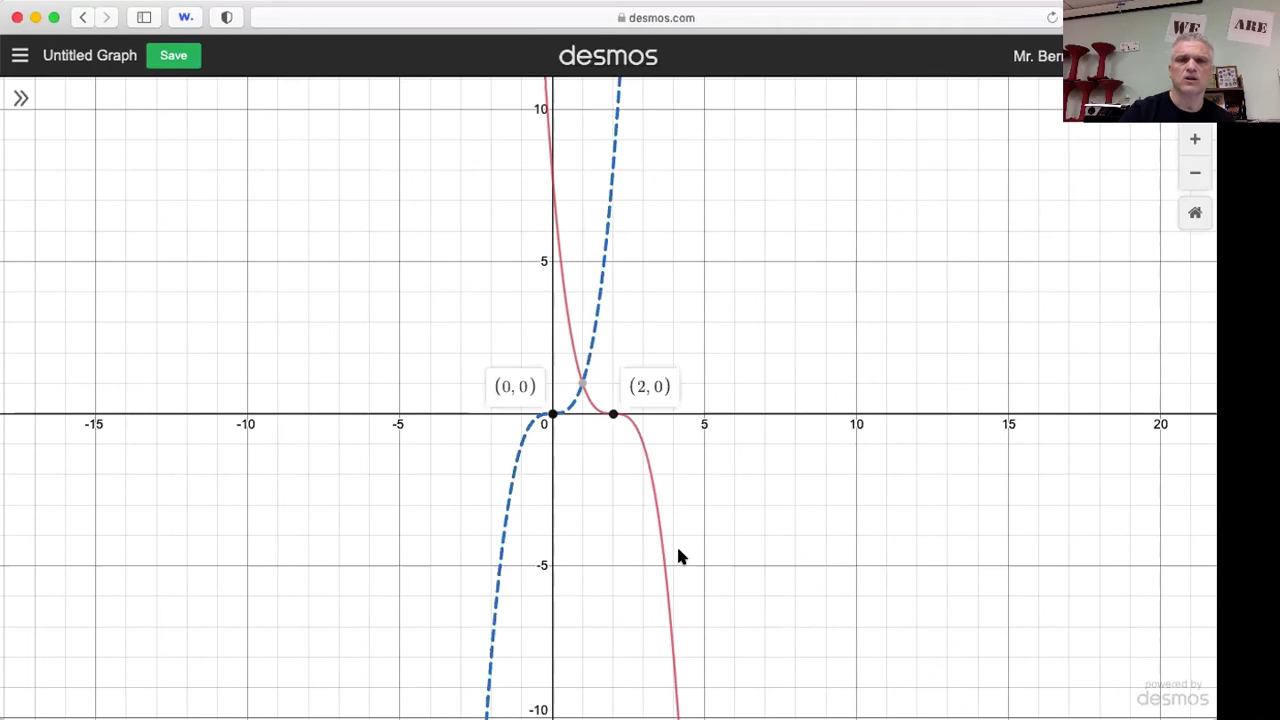 W.
desmos.com
Untitled Graph
Save
desmos
Mr. Ber
WE
ARE
10
5
(0, 0)
(2, 0)
-15
-10
-5
0
5
10
15
20
-5
-10
powered by
desmos